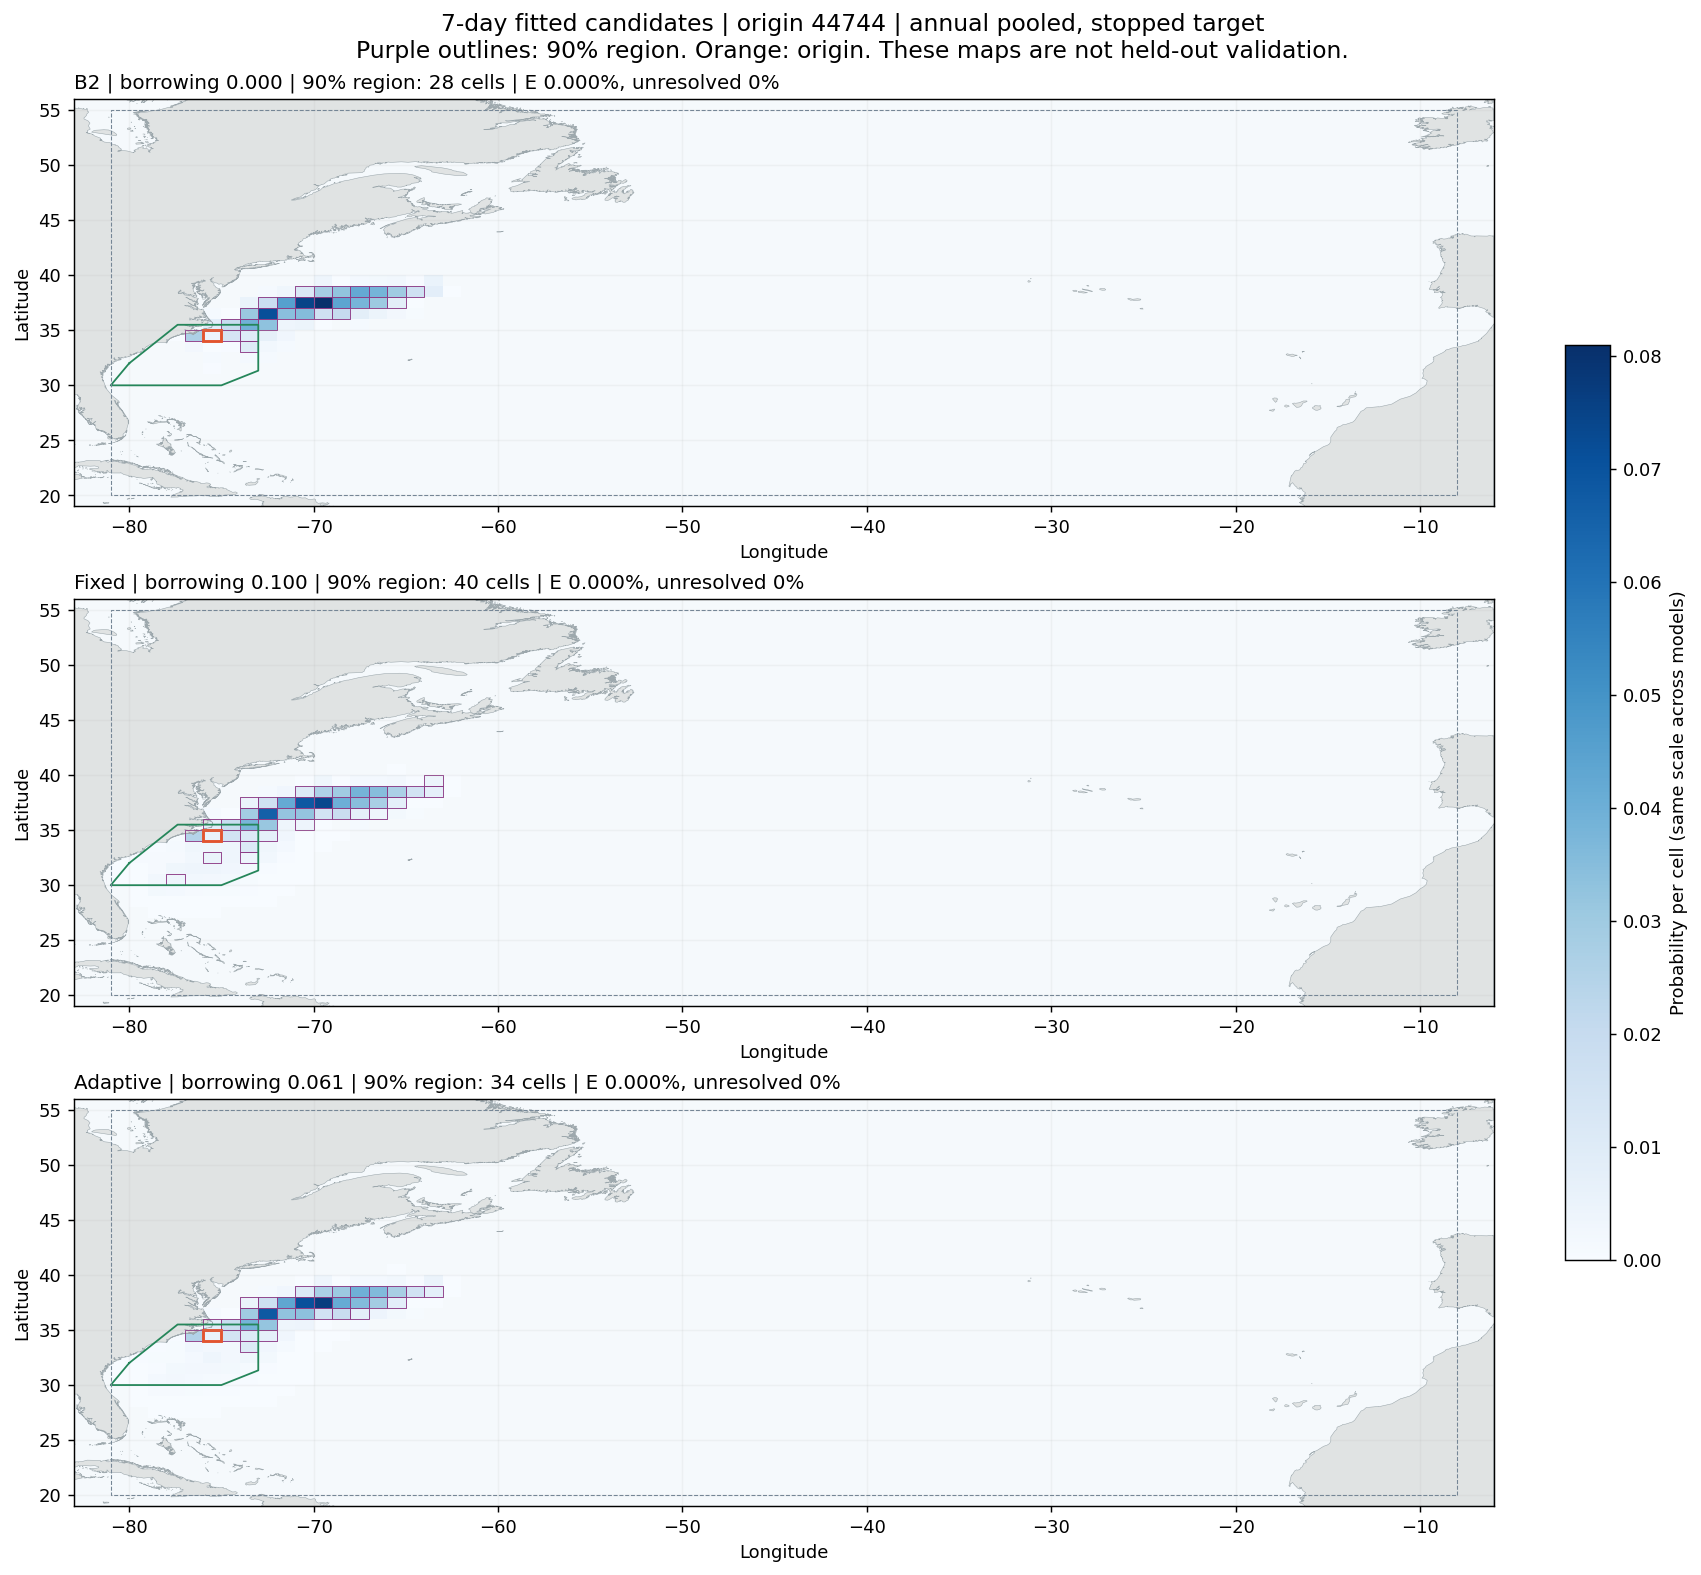 7-day fitted candidates | origin 44744 | annual pooled, stopped target
Purple outlines: 90% region. Orange: origin. These maps are not held-out validation.
B2 | borrowing 0.000 | 90% region: 28 cells | E 0.000%, unresolved 0%
55
50
45
40
35
30
25
20
Latitude
−80 −70 −60 −50 −40 −30 −20 −10
Longitude
Fixed | borrowing 0.100 | 90% region: 40 cells | E 0.000%, unresolved 0%
55
50
45
40
35
30
25
20
Latitude
−80 −70 −60 −50 −40 −30 −20 −10
Longitude
Adaptive | borrowing 0.061 | 90% region: 34 cells | E 0.000%, unresolved 0%
55
50
45
40
35
30
25
20
Latitude
−80 −70 −60 −50 −40 −30 −20 −10
Longitude
0.08
0.07
0.06
0.05
0.04
0.03
0.02
0.01
0.00
Probability per cell (same scale across models)